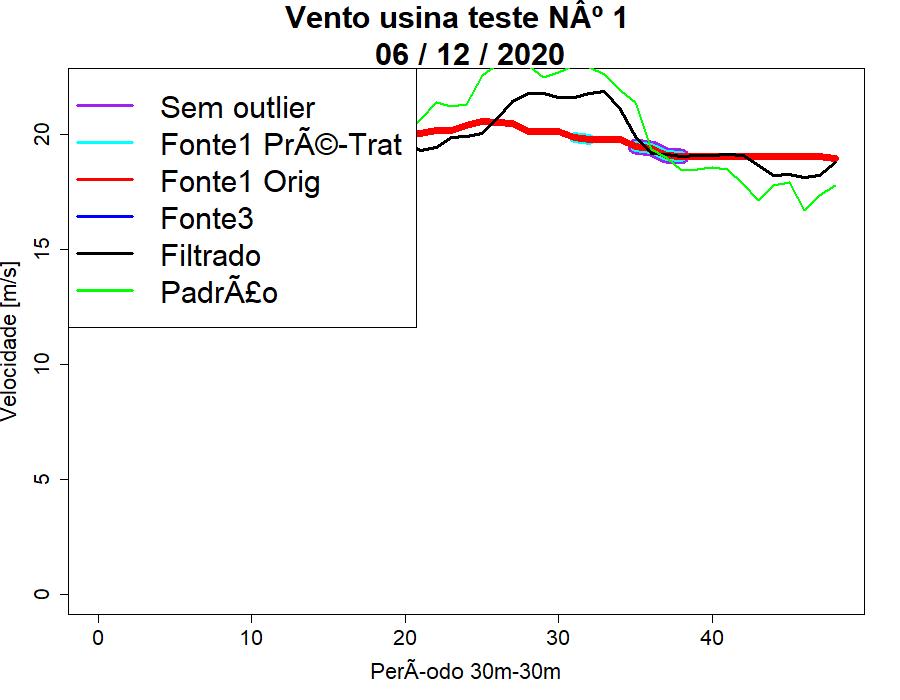 Vento usina teste NÂº 1
06 / 12 / 2020
Sem outlier
Fonte1 PrÃ©-Trat
Fonte1 Orig
Fonte3
Filtrado
PadrÃ£o
Velocidade [m/s]
20
15
10
5
0
0 10 20 30 40
PerÃ-odo 30m-30m